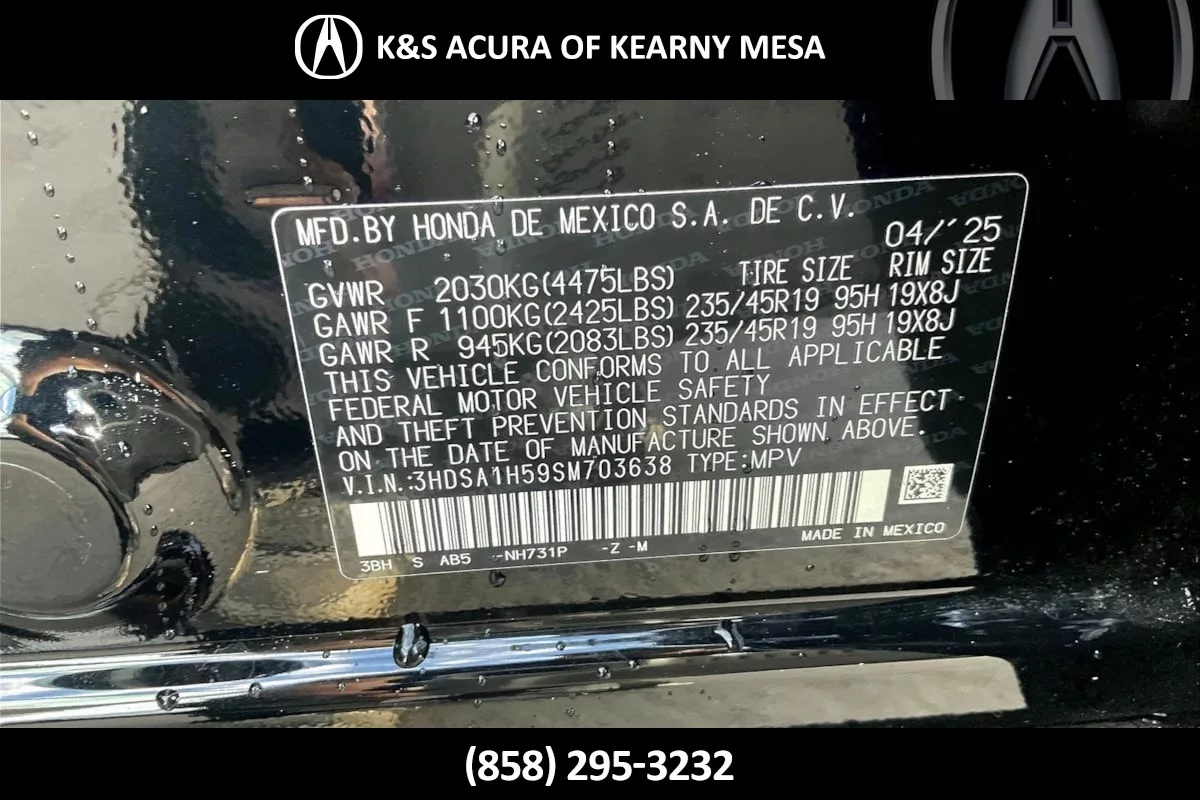 K&S ACURA OF KEARNY MESA
MFD.BY HONDA DE MEXICO S.A. DE C.V.
04/'25
GVWR 2030KG(4475LBS) TIRE SIZE RIM SIZE
GAWR F 1100KG(2425LBS) 235/45R19 95H 19X8J
GAWR R 945KG(2083LBS) 235/45R19 95H 19X8J
THIS VEHICLE CONFORMS TO ALL APPLICABLE
FEDERAL MOTOR VEHICLE SAFETY
AND THEFT PREVENTION STANDARDS IN EFFECT
ON THE DATE OF MANUFACTURE SHOWN ABOVE.
V.I.N.:3HDSA1H59SM703638 TYPE:MPV
3BH S AB5 -NH731P -Z -M
MADE IN MEXICO
(858) 295-3232